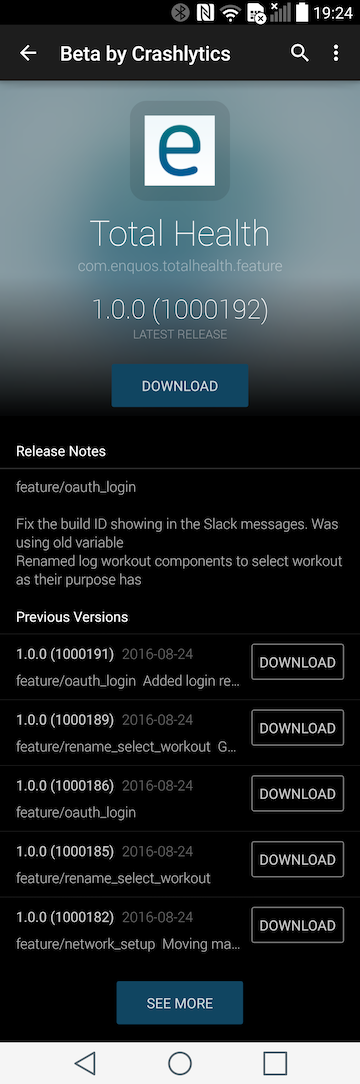 19:24
Beta by Crashlytics
e
Total Health
com.enquos.totalhealth.feature
1.0.0 (1000192)
LATEST RELEASE
DOWNLOAD
Release Notes
feature/oauth_login
Fix the build ID showing in the Slack messages. Was
using old variable
Renamed log workout components to select workout
as their purpose has
Previous Versions
1.0.0 (1000191) 2016-08-24
DOWNLOAD
feature/oauth_login Added login re...
1.0.0 (1000189) 2016-08-24
DOWNLOAD
feature/rename_select_workout G...
1.0.0 (1000186) 2016-08-24
DOWNLOAD
feature/oauth_login
1.0.0 (1000185) 2016-08-24
DOWNLOAD
feature/rename_select_workout
1.0.0 (1000182) 2016-08-24
DOWNLOAD
feature/network_setup Moving ma...
SEE MORE